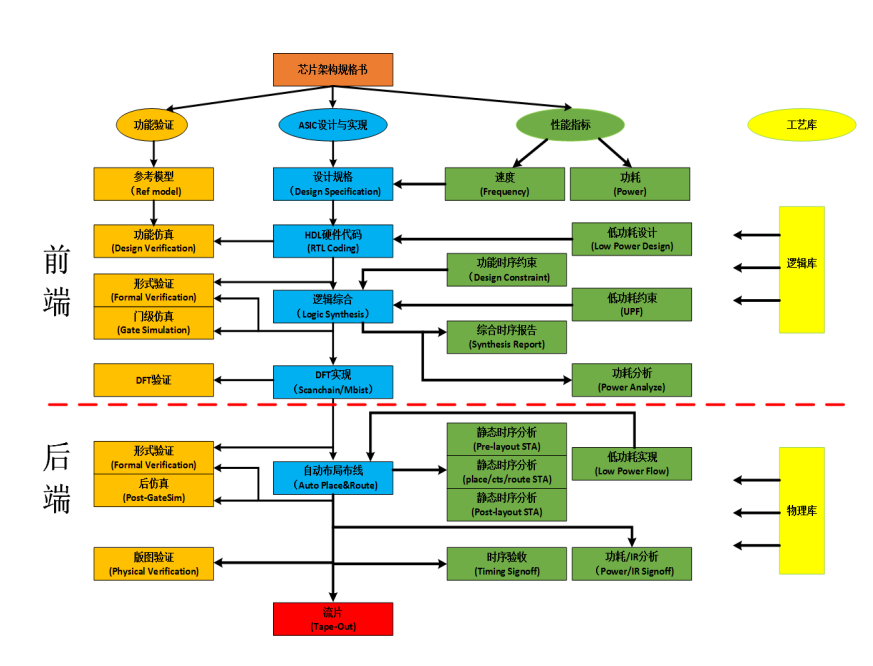 芯片架构规格书
功能验证
ASIC设计与实现
性能指标
工艺库
参考模型
（Ref model)
设计规格
（Design Specification)
速度
(Frequency)
功耗
(Power)
前端
功能仿真
(Design Verification)
HDL硬件代码
(RTL Coding)
低功耗设计
(Low Power Design)
逻辑库
功能时序约束
（Design Constraint)
形式验证
(Formal Verification)
门级仿真
(Gate Simulation)
逻辑综合
（Logic Synthesis）
低功耗约束
(UPF)
综合时序报告
(Synthesis Report)
DFT验证
DFT实现
（Scanchain/Mbist）
功耗分析
(Power Analyze)
后端
形式验证
(Formal Verification)
后仿真
(Post-GateSim)
自动布局布线
(Auto Place&Route)
静态时序分析
(Pre-layout STA)
静态时序分析
(place/cts/route STA)
静态时序分析
(Post-layout STA)
低功耗实现
(Low Power Flow)
物理库
版图验证
(Physical Verification)
时序验收
(Timing Signoff)
功耗/IR分析
（Power/IR Signoff)
流片
(Tape-Out)